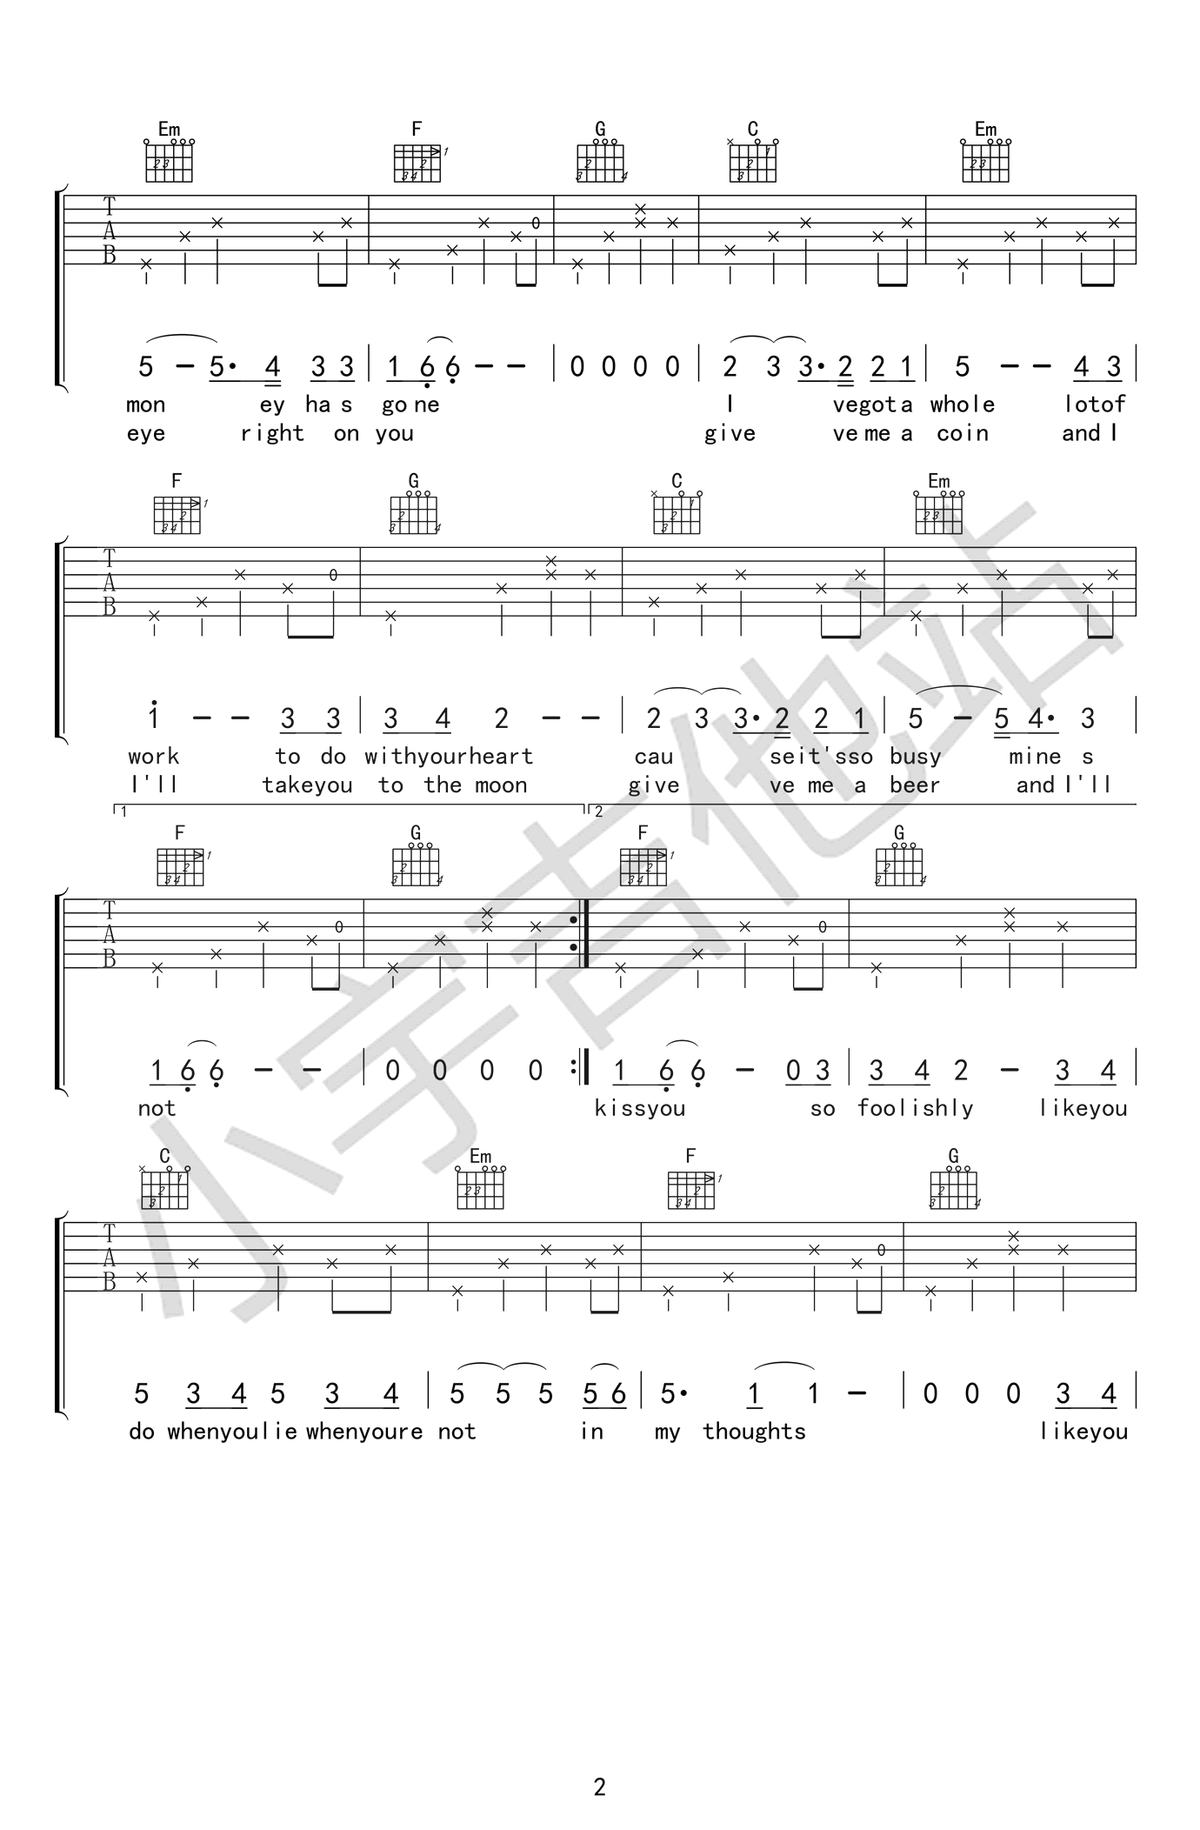 Em F G C Em
T A B
5 - 5· 4 3 3 | 1 6 6 - - | 0 0 0 0 | 2 3 3· 2 2 1 | 5 - - 4 3 |
mon ey ha s go ne I vegota whole lotof
eye right on you give ve me a coin and I
F G C Em
T A B
1 - - 3 3 | 3 4 2 - - | 2 3 3· 2 2 1 | 5 - 5 4· 3 |
work to do withyourheart cau seit'sso busy mine s
I'll takeyou to the moon give ve me a beer and I'll
1 2
F G F G
T A B
1 6 6 - - | 0 0 0 0 :| 1 6 6 - 0 3 | 3 4 2 - 3 4 |
not kissyou so foolishly likeyou
C Em F G
T A B
5 3 4 5 3 4 | 5 5 5 5 6 | 5· 1 1 - | 0 0 0 3 4 |
do whenyoulie whenyoure not in my thoughts likeyou
小宇吉他站
2